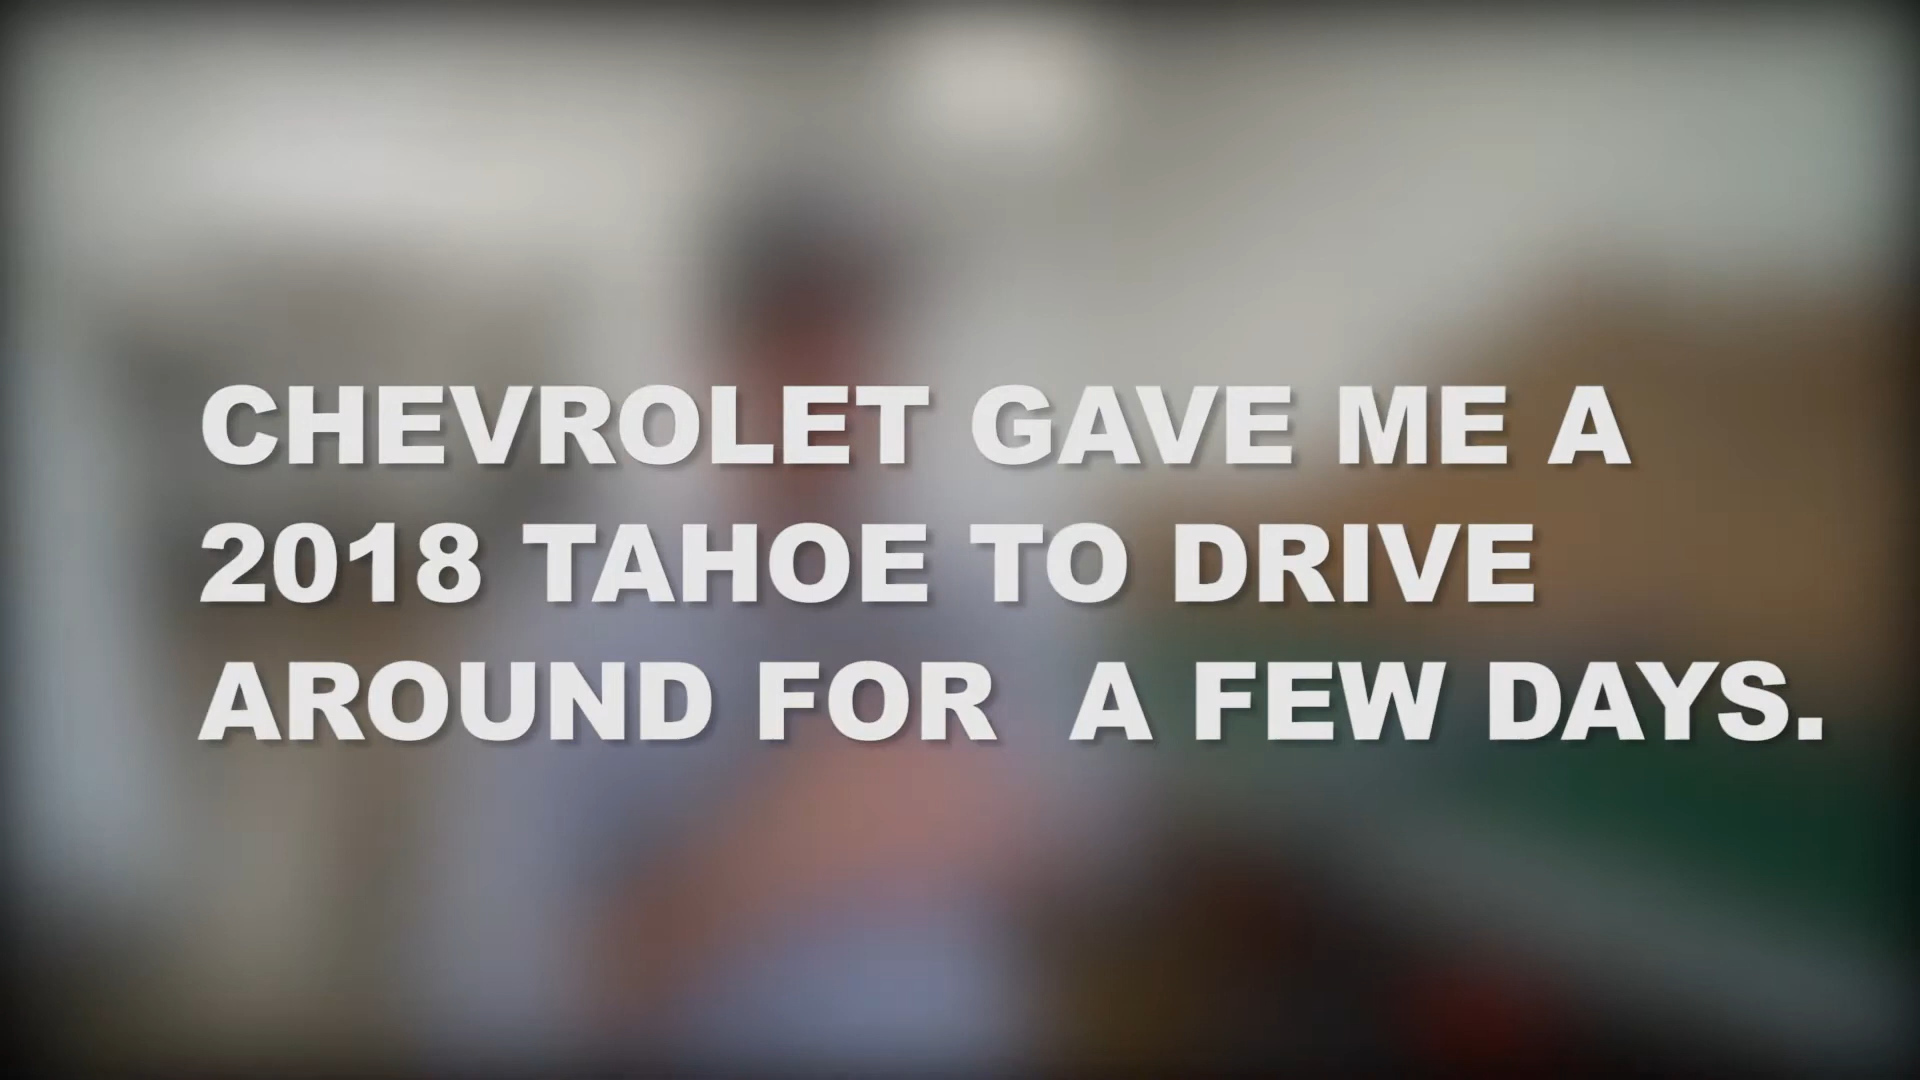 CHEVROLET GAVE ME A
2018 TAHOE TO DRIVE
AROUND FOR  A FEW DAYS.